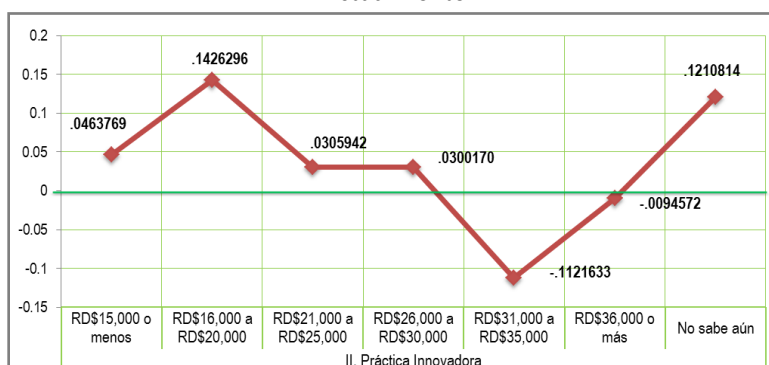 0.2
0.15
0.1
0.05
0
-0.05
-0.1
-0.15
.0463769
.1426296
.0305942
.0300170
-.1121633
-.0094572
.1210814
RD$15,000 o
menos
RD$16,000 a
RD$20,000
RD$21,000 a
RD$25,000
RD$26,000 a
RD$30,000
RD$31,000 a
RD$35,000
RD$36,000 o
más
No sabe aún
II. Práctica Innovadora